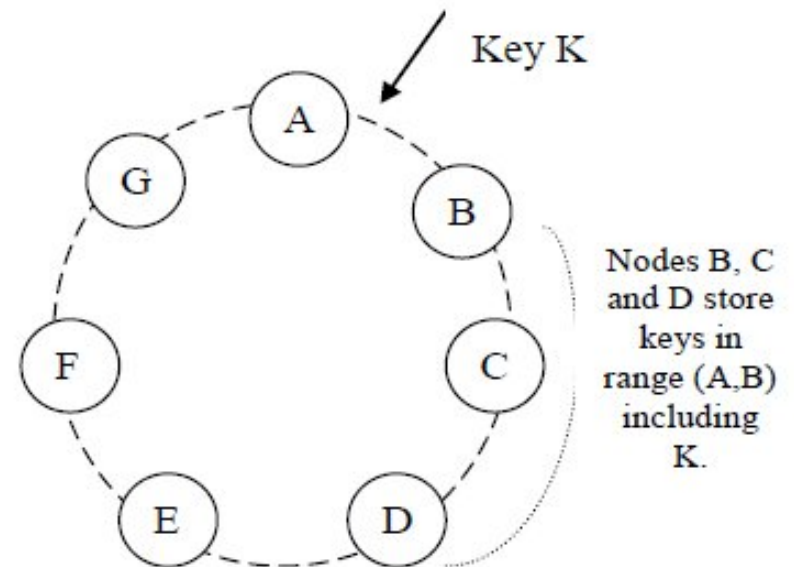 Key K
A
G
B
Nodes B, C
and D store
keys in
range (A,B)
including
K.
F
C
E
D